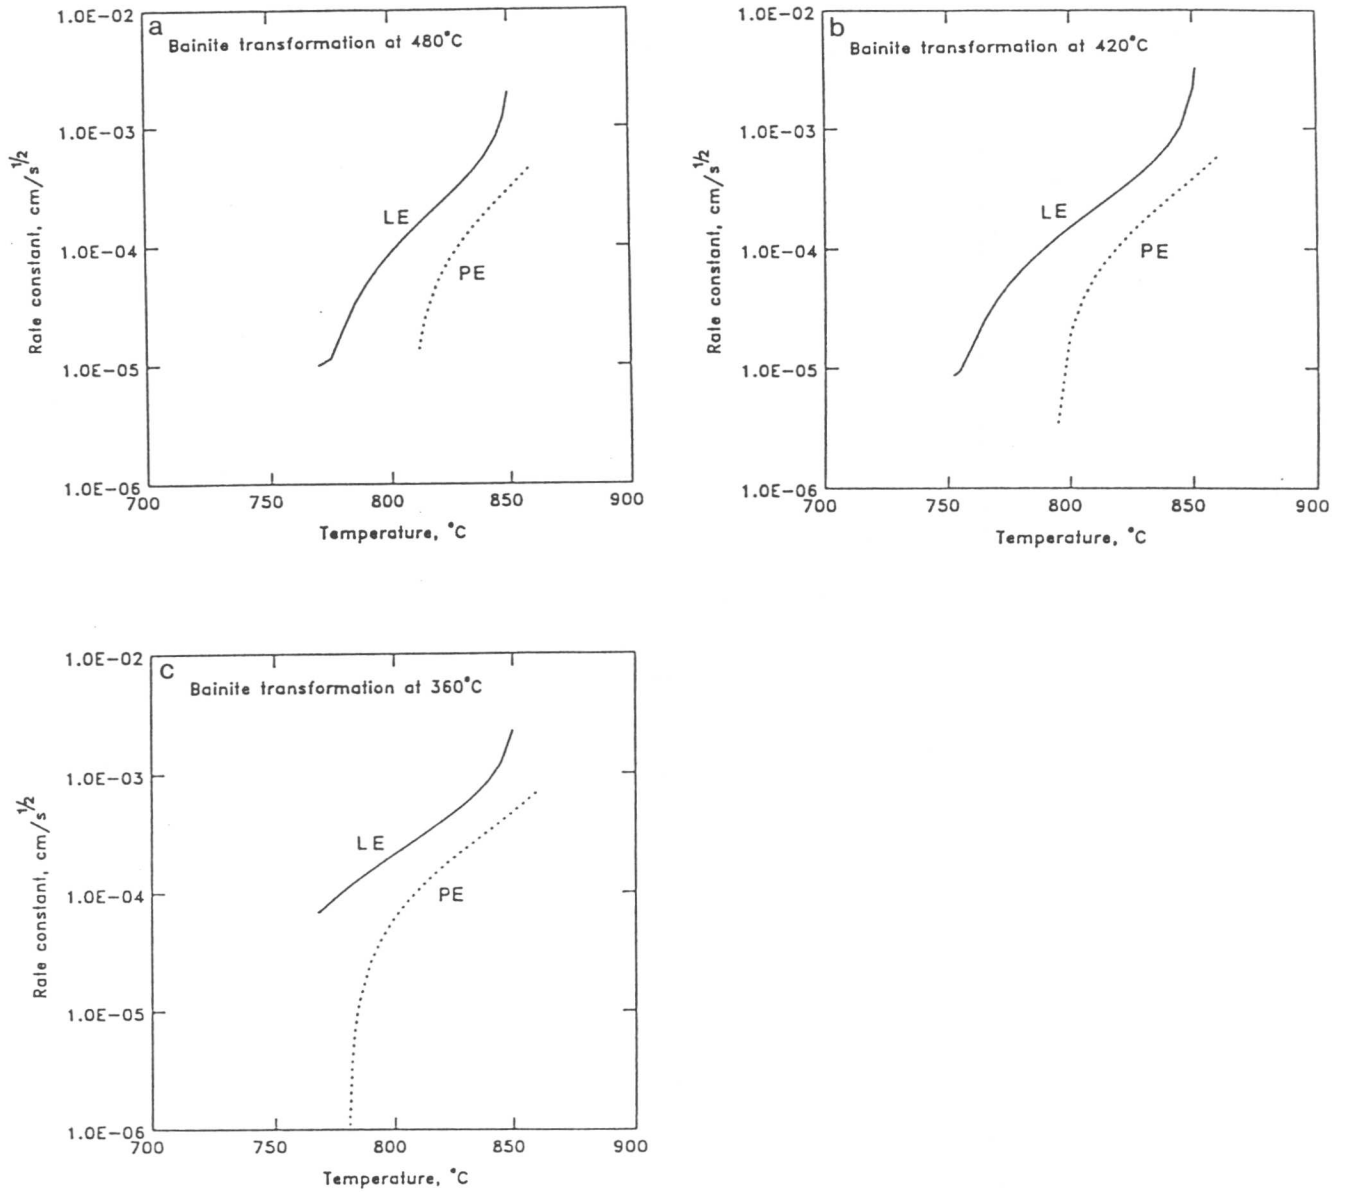 a
Bainite transformation at 480°C
1.0E-02
1.0E-03
1.0E-04
1.0E-05
1.0E-06
Rate constant, cm/s^1/2
LE
PE
700 750 800 850 900
Temperature, °C
b
Bainite transformation at 420°C
1.0E-02
1.0E-03
1.0E-04
1.0E-05
1.0E-06
Rate constant, cm/s^1/2
LE
PE
700 750 800 850 900
Temperature, °C
c
Bainite transformation at 360°C
1.0E-02
1.0E-03
1.0E-04
1.0E-05
1.0E-06
Rate constant, cm/s^1/2
LE
PE
700 750 800 850 900
Temperature, °C